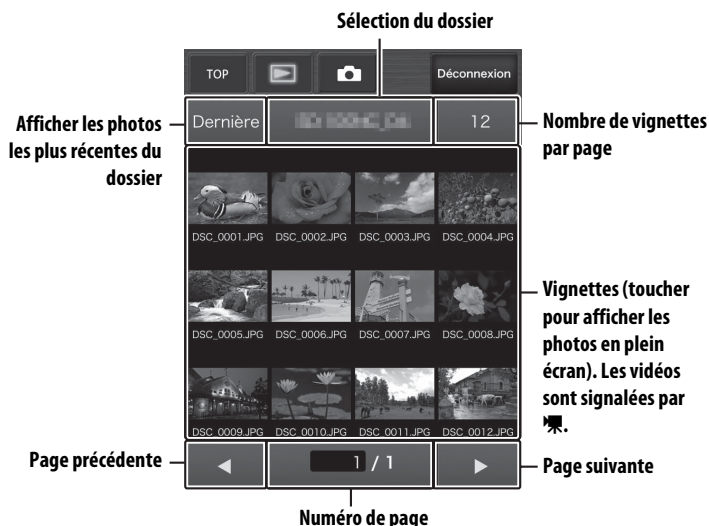 Sélection du dossier
TOP
Déconnexion
Afficher les photos
les plus récentes du
dossier
Dernière
12
Nombre de vignettes
par page
DSC_0001.JPG DSC_0002.JPG DSC_0003.JPG DSC_0004.JPG
DSC_0005.JPG DSC_0006.JPG DSC_0007.JPG DSC_0008.JPG
Vignettes (toucher
pour afficher les
photos en plein
écran). Les vidéos
sont signalées par
.
DSC_0009.JPG DSC_0010.JPG DSC_0011.JPG DSC_0012.JPG
Page précédente
1 / 1
Page suivante
Numéro de page